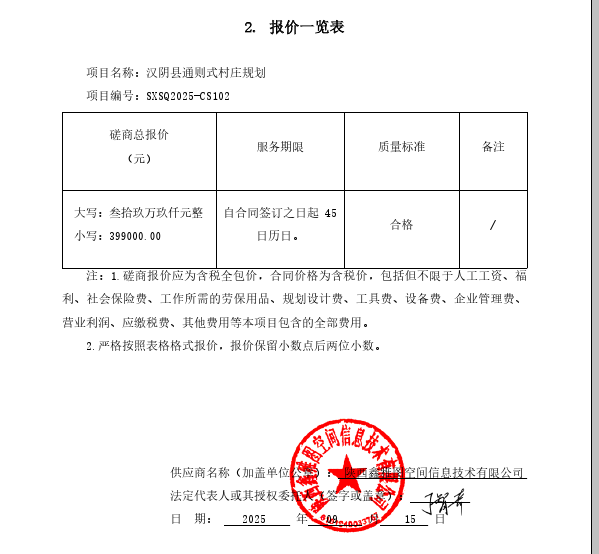 2. 报价一览表
项目名称：汉阴县通则式村庄规划
项目编号：SXSQ2025-CS102
磋商总报价
（元）
服务期限
质量标准
备注
大写：叁拾玖万玖仟元整
小写：399000.00
自合同签订之日起 45
日历日。
合格
/
注：1.磋商报价应为含税全包价，合同价格为含税价，包括但不限于人工工资、福
利、社会保险费、工作所需的劳保用品、规划设计费、工具费、设备费、企业管理费、
营业利润、应缴税费、其他费用等本项目包含的全部费用。
2.严格按照表格格式报价，报价保留小数点后两位小数。
供应商名称（加盖单位公章）：陕西鑫雅图空间信息技术有限公司
法定代表人或其授权委托人（签字或盖章）：
日 期： 2025 年 09 月 15 日